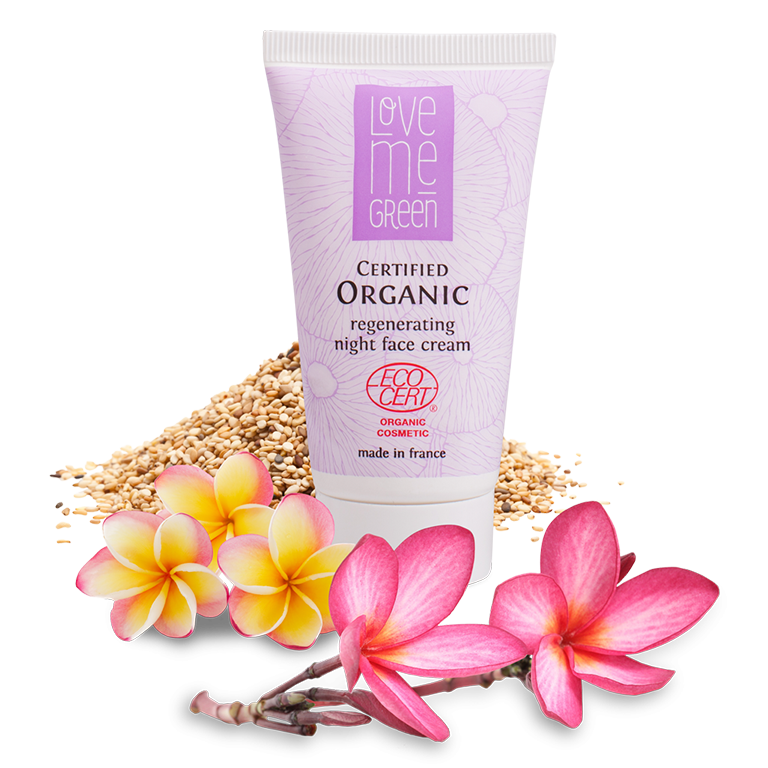 LOVE
ME
GREEN
CERTIFIED
ORGANIC
regenerating
night face cream
ECO
CERT
®
ORGANIC
COSMETIC
made in france